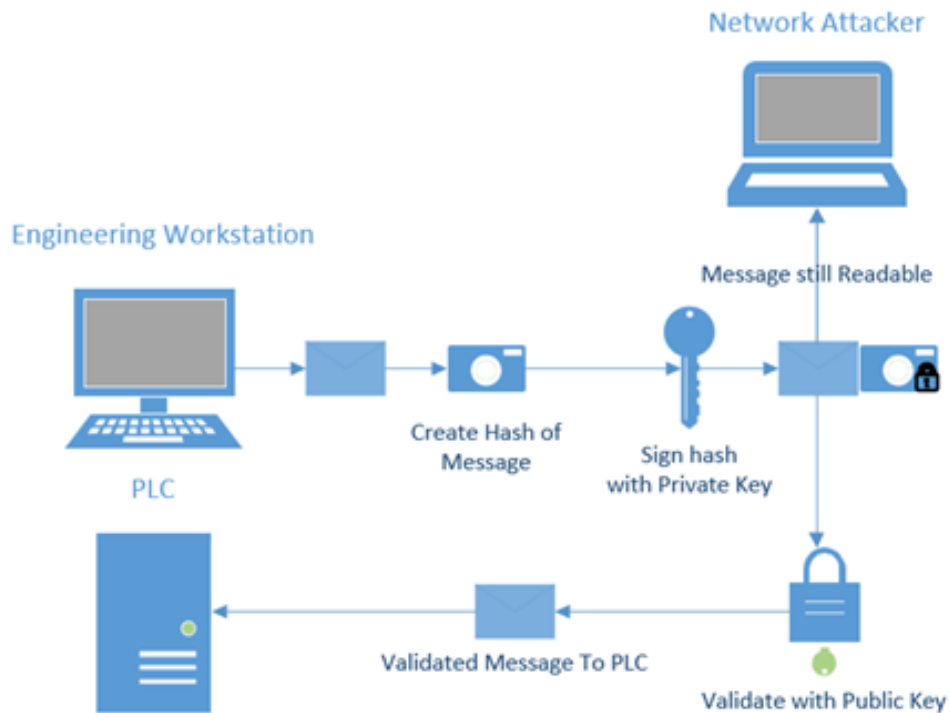 Network Attacker
Engineering Workstation
Message still Readable
Create Hash of
Message
Sign hash
with Private Key
PLC
Validated Message To PLC
Validate with Public Key